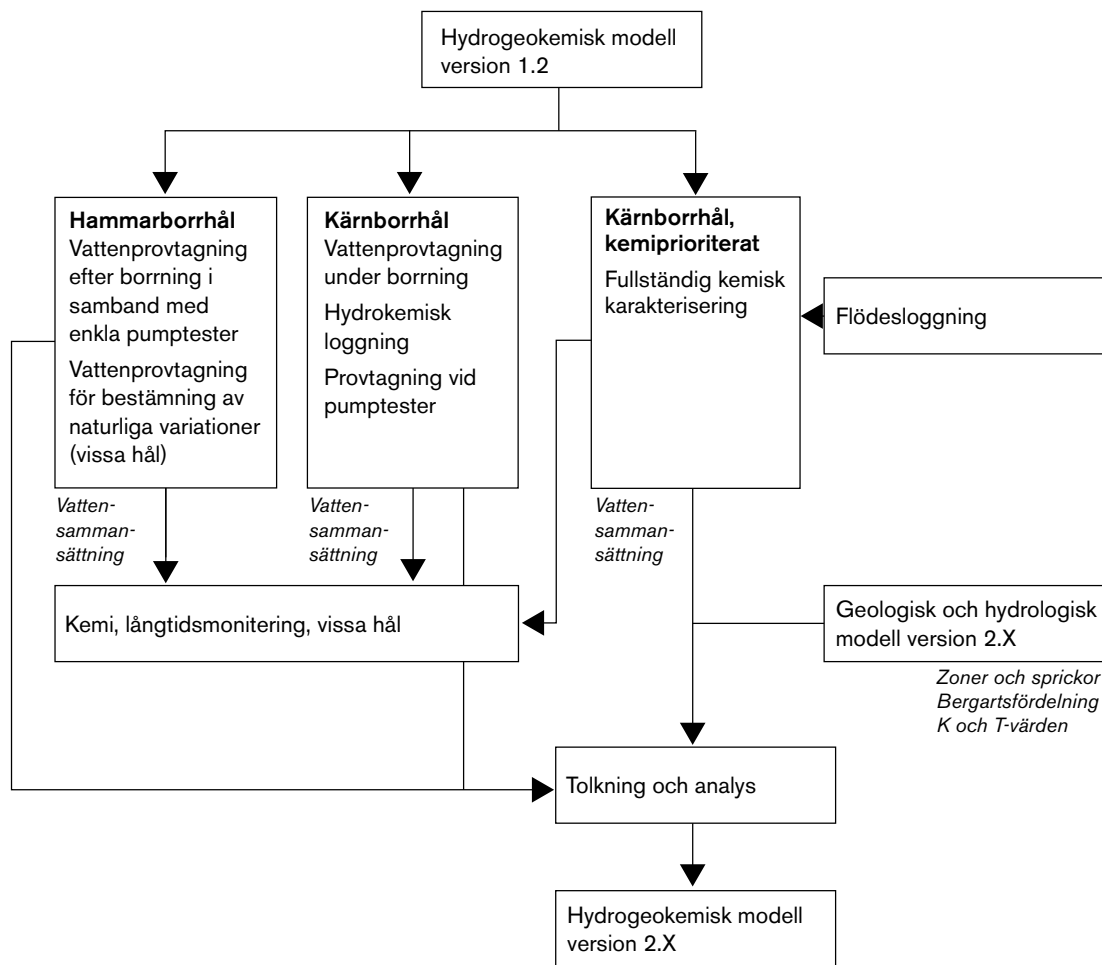 Hydrogeokemisk modell
version 1.2
Hammarborrhål
Vattenprovtagning
efter borrning i
samband med
enkla pumptester
Vattenprovtagning
för bestämning av
naturliga variationer
(vissa hål)
Kärnborrhål
Vattenprovtagning
under borrning
Hydrokemisk
loggning
Provtagning vid
pumptester
Kärnborrhål,
kemiprioriterat
Fullständig kemisk
karakterisering
Flödesloggning
Vatten-
samman-
sättning
Vatten-
samman-
sättning
Vatten-
samman-
sättning
Kemi, långtidsmonitering, vissa hål
Geologisk och hydrologisk
modell version 2.X
Zoner och sprickor
Bergartsfördelning
K och T-värden
Tolkning och analys
Hydrogeokemisk modell
version 2.X